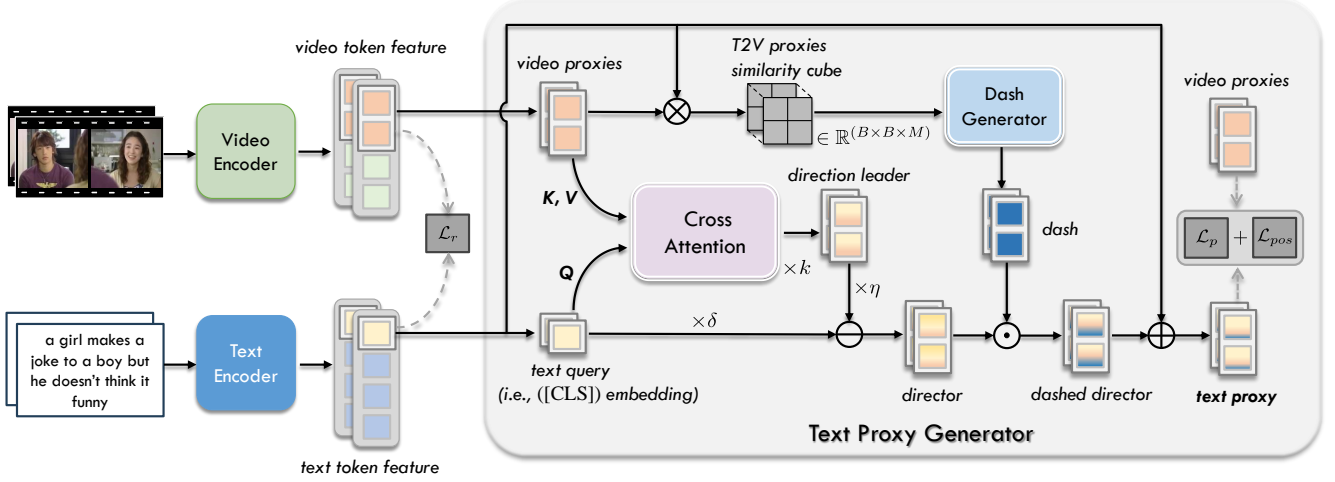 video token feature
Video
Encoder
a girl makes a
joke to a boy but
he doesn't think it
funny
Text
Encoder
text token feature
ℒr
video proxies
T2V proxies
similarity cube
∈ ℝ^(B×B×M)
Dash
Generator
K, V
Q
Cross
Attention
×k
direction leader
×η
dash
×δ
text query
(i.e., ([CLS]) embedding)
director
dashed director
text proxy
video proxies
ℒp + ℒpos
Text Proxy Generator